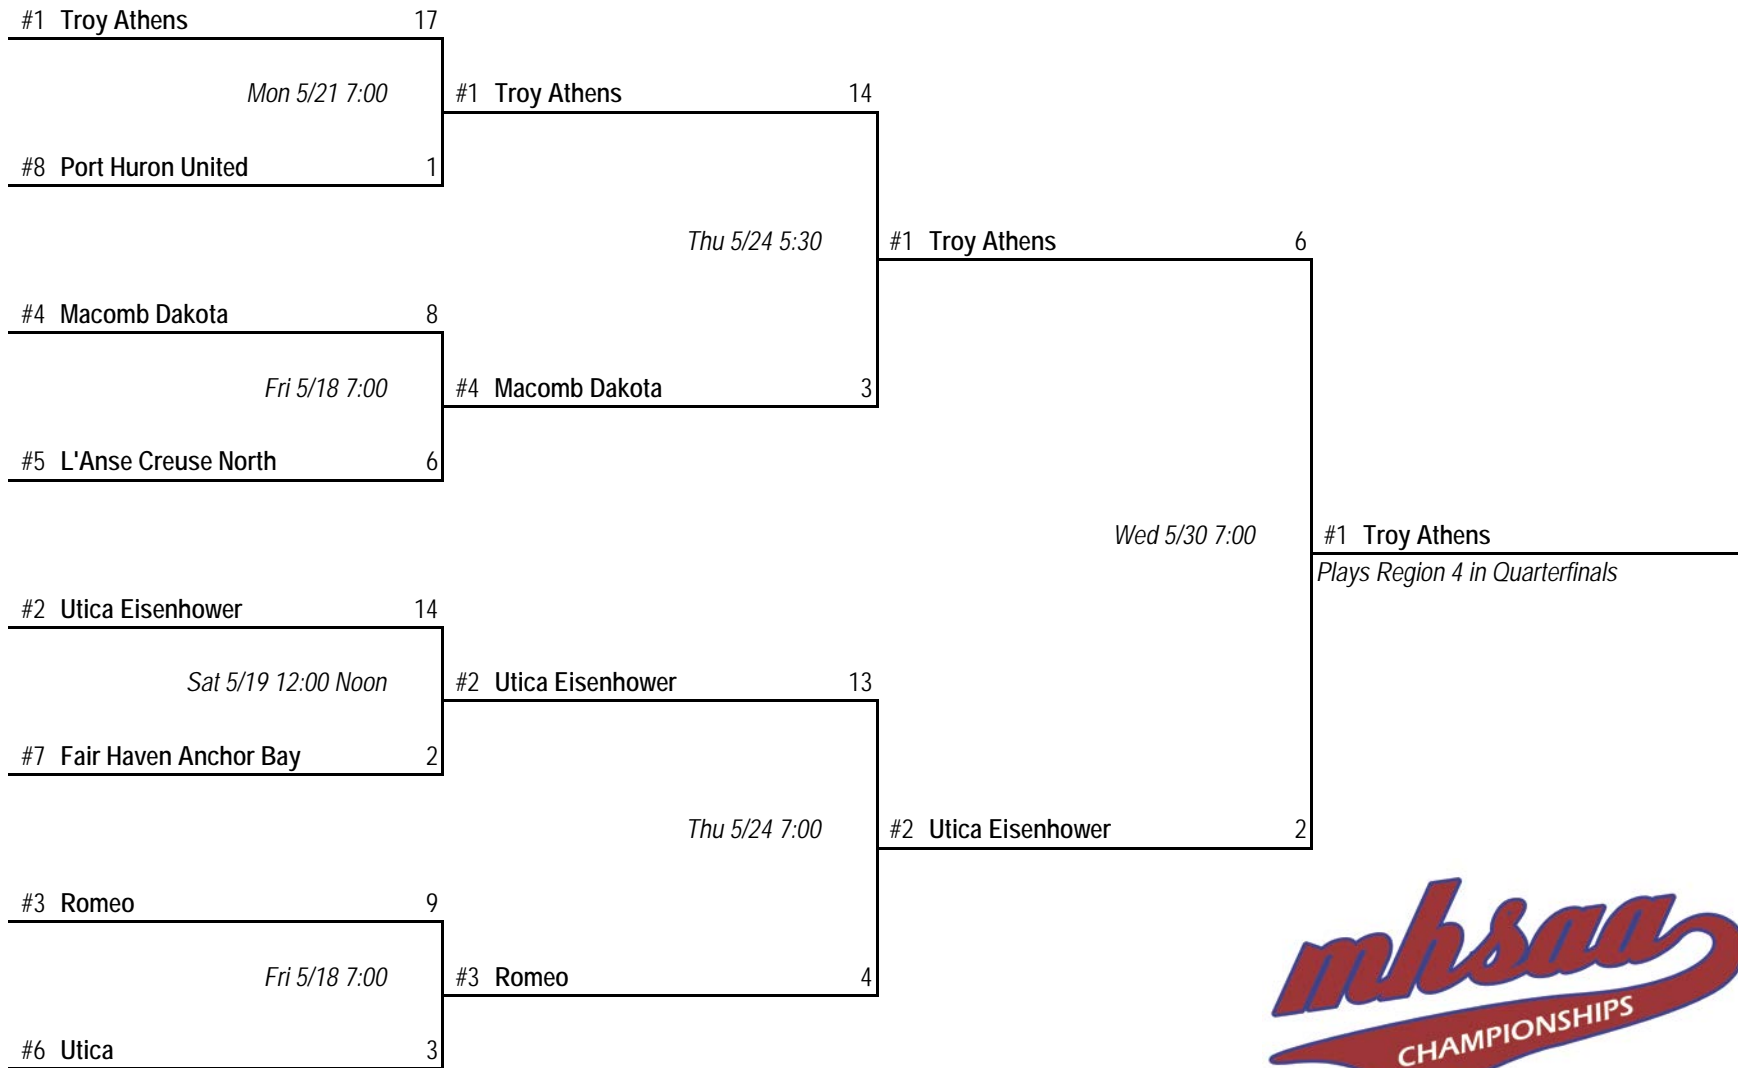 #1 Troy Athens 17
Mon 5/21 7:00
#1 Troy Athens 14
#8 Port Huron United 1
Thu 5/24 5:30
#1 Troy Athens 6
#4 Macomb Dakota 8
Fri 5/18 7:00
#4 Macomb Dakota 3
#5 L'Anse Creuse North 6
Wed 5/30 7:00
#1 Troy Athens
Plays Region 4 in Quarterfinals
#2 Utica Eisenhower 14
Sat 5/19 12:00 Noon
#2 Utica Eisenhower 13
#7 Fair Haven Anchor Bay 2
Thu 5/24 7:00
#2 Utica Eisenhower 2
#3 Romeo 9
Fri 5/18 7:00
#3 Romeo 4
#6 Utica 3
mhsaa
CHAMPIONSHIPS